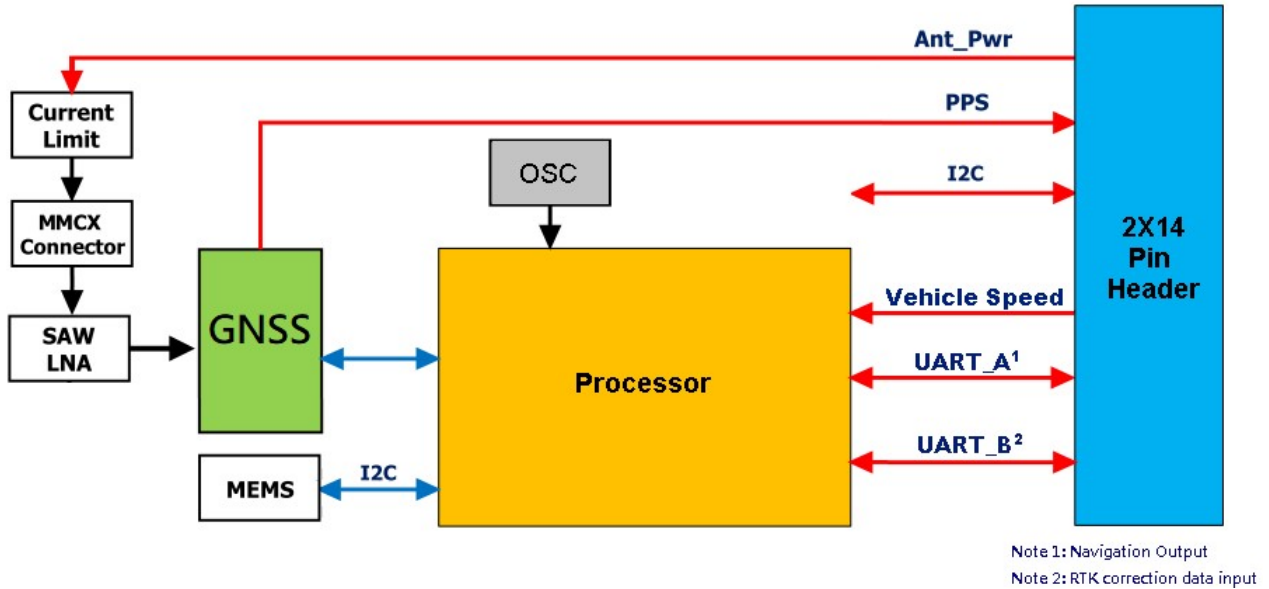 Ant_Pwr
Current
Limit
PPS
OSC
I2C
MMCX
Connector
2X14
Pin
Header
Vehicle Speed
GNSS
SAW
LNA
UART_A¹
Processor
UART_B²
I2C
MEMS
Note 1: Navigation Output
Note 2: RTK correction data input